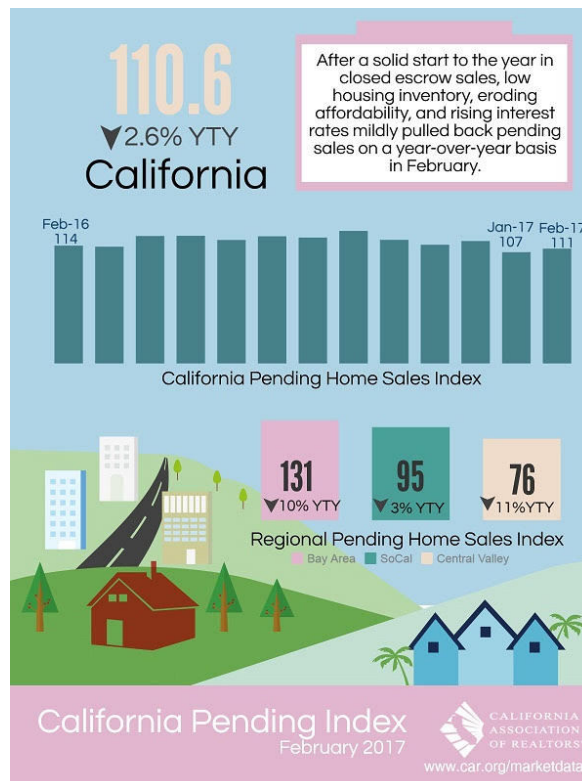 110.6
2.6% YTY
California
After a solid start to the year in
closed escrow sales, low
housing inventory, eroding
affordability, and rising interest
rates mildly pulled back pending
sales on a year-over-year basis
in February.
Feb-16
114
Jan-17
107
Feb-17
111
California Pending Home Sales Index
131
10% YTY
95
3% YTY
76
11%YTY
Regional Pending Home Sales Index
Bay Area SoCal Central Valley
California Pending Index
February 2017
CALIFORNIA
ASSOCIATION
OF REALTORS
www.car.org/marketdata